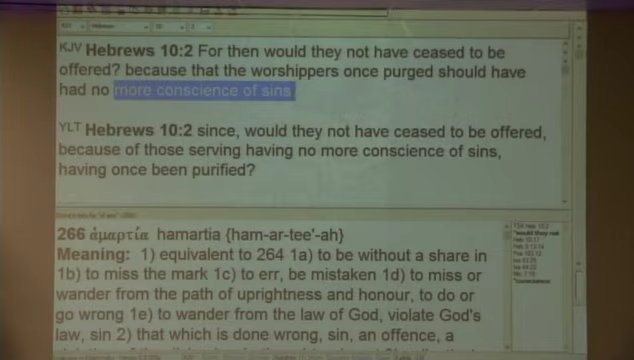 KJV Hebrews 10:2 For then would they not have ceased to be
offered? because that the worshippers once purged should have
had no more conscience of sins
YLT Hebrews 10:2 since, would they not have ceased to be offered,
because of those serving having no more conscience of sins,
having once been purified?
266 ἁμαρτία hamartia {ham-ar-tee'-ah}
Meaning: 1) equivalent to 264 1a) to be without a share in
1b) to miss the mark 1c) to err, be mistaken 1d) to miss or
wander from the path of uprightness and honour, to do or
go wrong 1e) to wander from the law of God, violate God's
law, sin 2) that which is done wrong, sin, an offence, a
"would they not